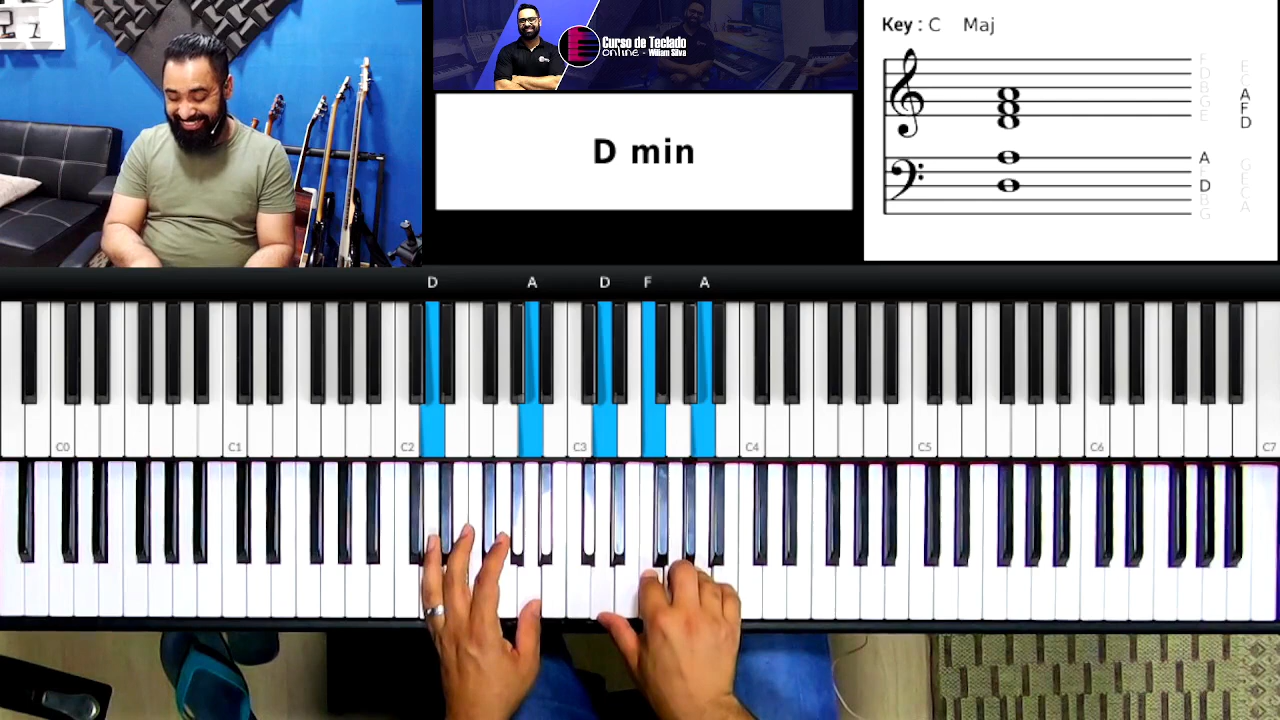 Curso de Teclado
Online - Wiliam Silva
D min
Key : C Maj
F
D
B
G
E
E
C
A
F
D
A
F
D
B
G
G
E
C
A
D A D F A
C0 C1 C2 C3 C4 C5 C6 C7